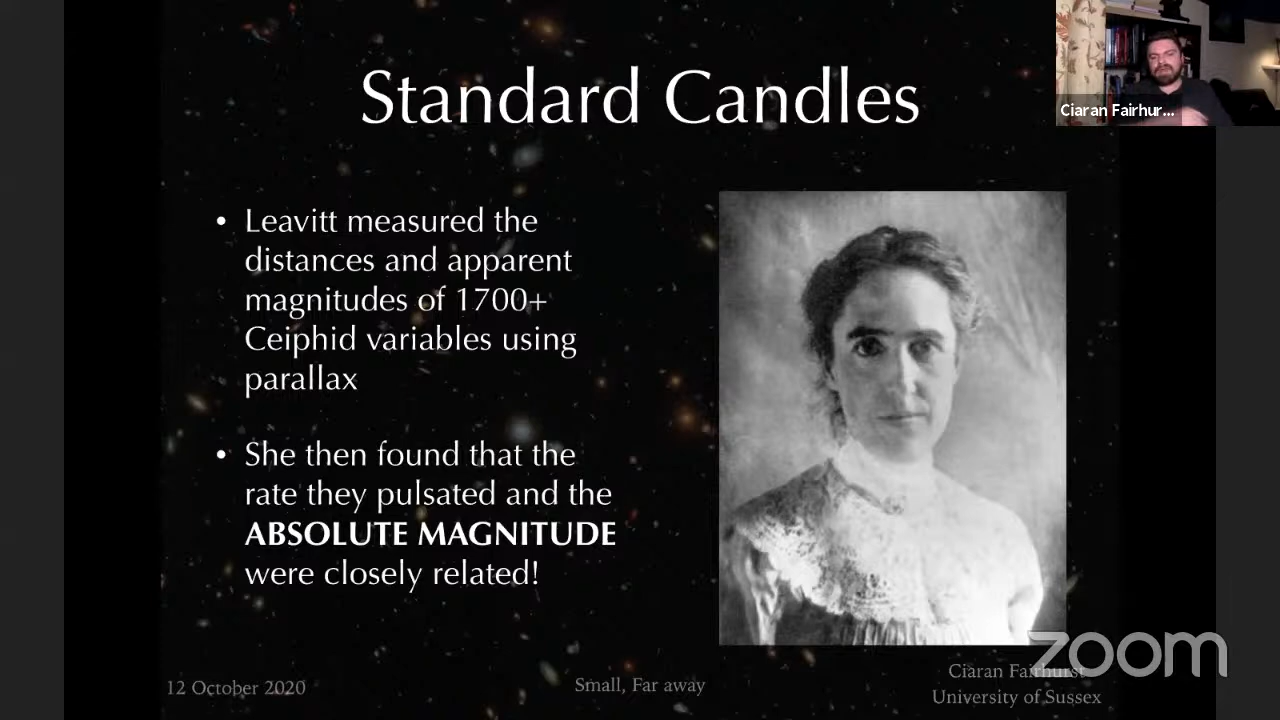 Standard Candles
Ciaran Fairhur...
• Leavitt measured the
distances and apparent
magnitudes of 1700+
Ceiphid variables using
parallax
• She then found that the
rate they pulsated and the
ABSOLUTE MAGNITUDE
were closely related!
zoom
12 October 2020
Small, Far away
Ciaran Fairhurst
University of Sussex